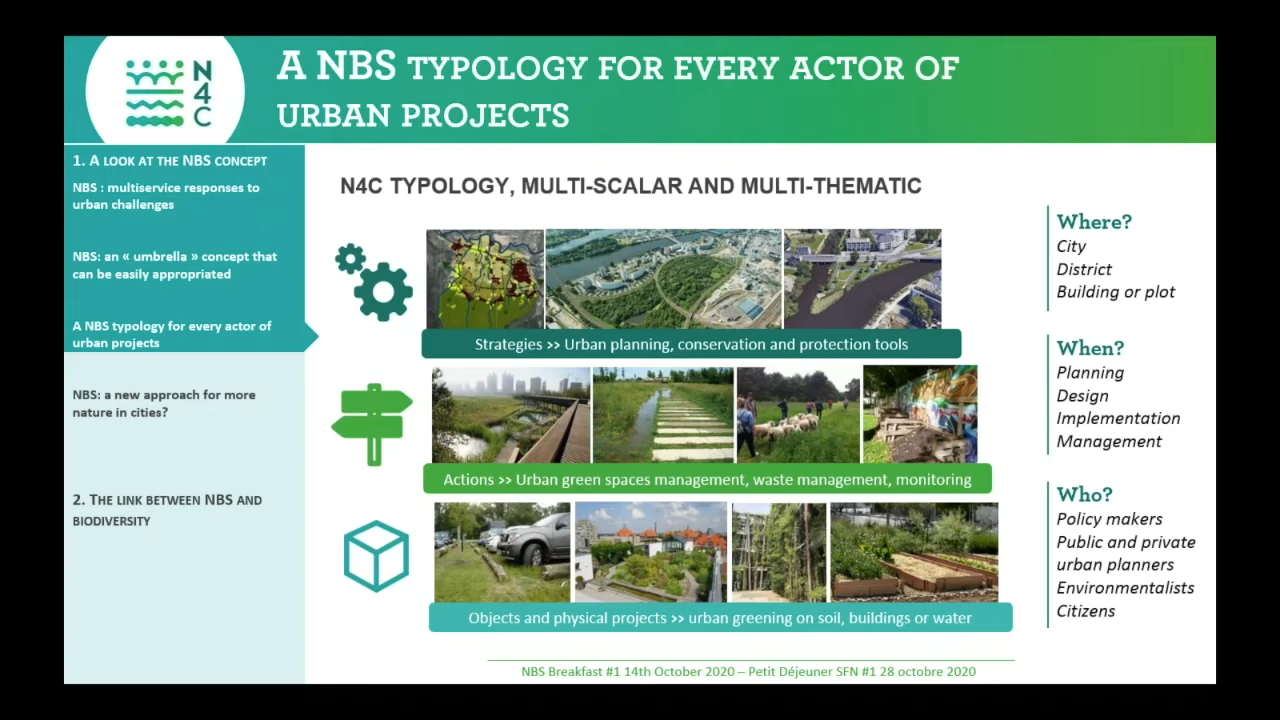 N
4
C
A NBS TYPOLOGY FOR EVERY ACTOR OF
URBAN PROJECTS
1. A LOOK AT THE NBS CONCEPT
NBS : multiservice responses to
urban challenges
NBS: an « umbrella » concept that
can be easily appropriated
A NBS typology for every actor of
urban projects
NBS: a new approach for more
nature in cities?
2. THE LINK BETWEEN NBS AND
BIODIVERSITY
N4C TYPOLOGY, MULTI-SCALAR AND MULTI-THEMATIC
Strategies >> Urban planning, conservation and protection tools
Actions >> Urban green spaces management, waste management, monitoring
Objects and physical projects >> urban greening on soil, buildings or water
Where?
City
District
Building or plot
When?
Planning
Design
Implementation
Management
Who?
Policy makers
Public and private
urban planners
Environmentalists
Citizens
NBS Breakfast #1 14th October 2020 – Petit Déjeuner SFN #1 28 octobre 2020